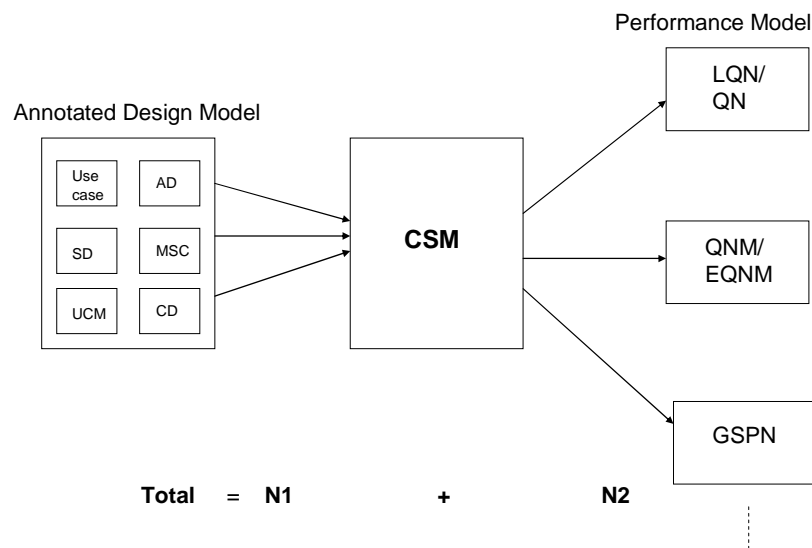 Performance Model
LQN/
QN
Annotated Design Model
Use
case
AD
SD
MSC
UCM
CD
CSM
QNM/
EQNM
GSPN
Total = N1 + N2